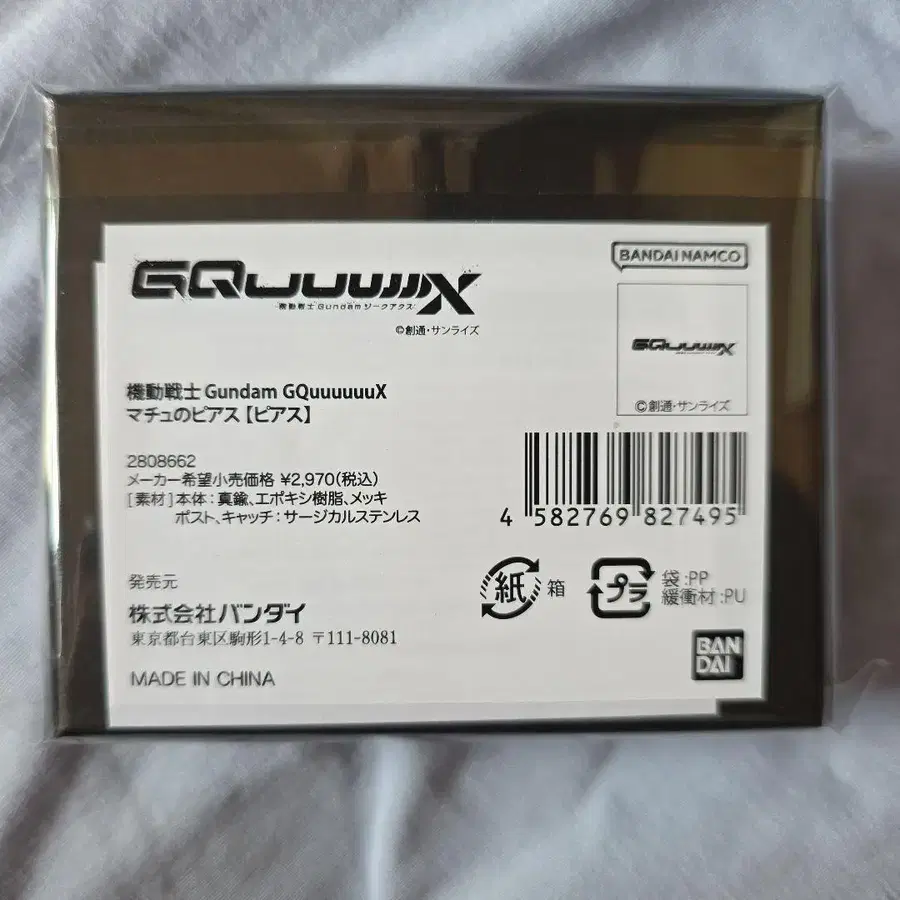 GQuuuuuuX
機動戦士Gundamジークアクス
©創通・サンライズ
BANDAI NAMCO
GQuuuuuuX
©創通・サンライズ
機動戦士 Gundam GQuuuuuuX
マチュのピアス【ピアス】
2808662
メーカー希望小売価格 ¥2,970(税込)
[素材]本体:真鍮、エポキシ樹脂、メッキ
ポスト、キャッチ:サージカルステンレス
4 582769 827495
発売元
株式会社バンダイ
東京都台東区駒形1-4-8 〒111-8081
MADE IN CHINA
紙 箱
プラ 袋:PP
緩衝材:PU
BAN
DAI